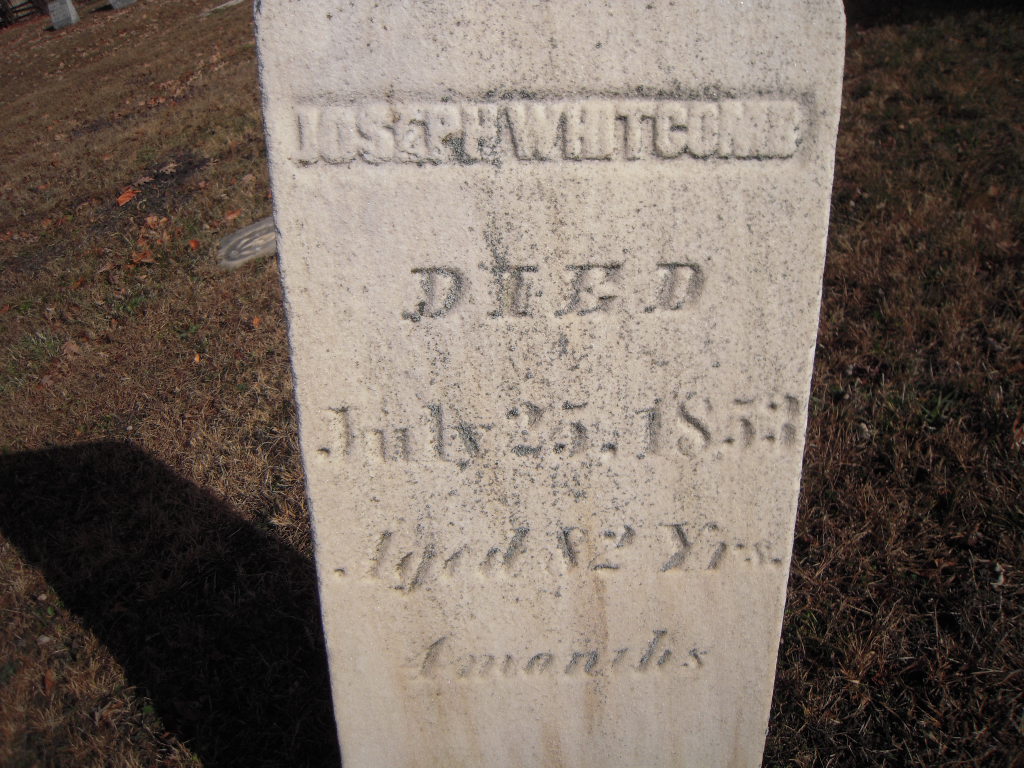 JOSEPH WHITCOMB
DIED
July 25, 1853
Aged 82 Yrs.
4 months